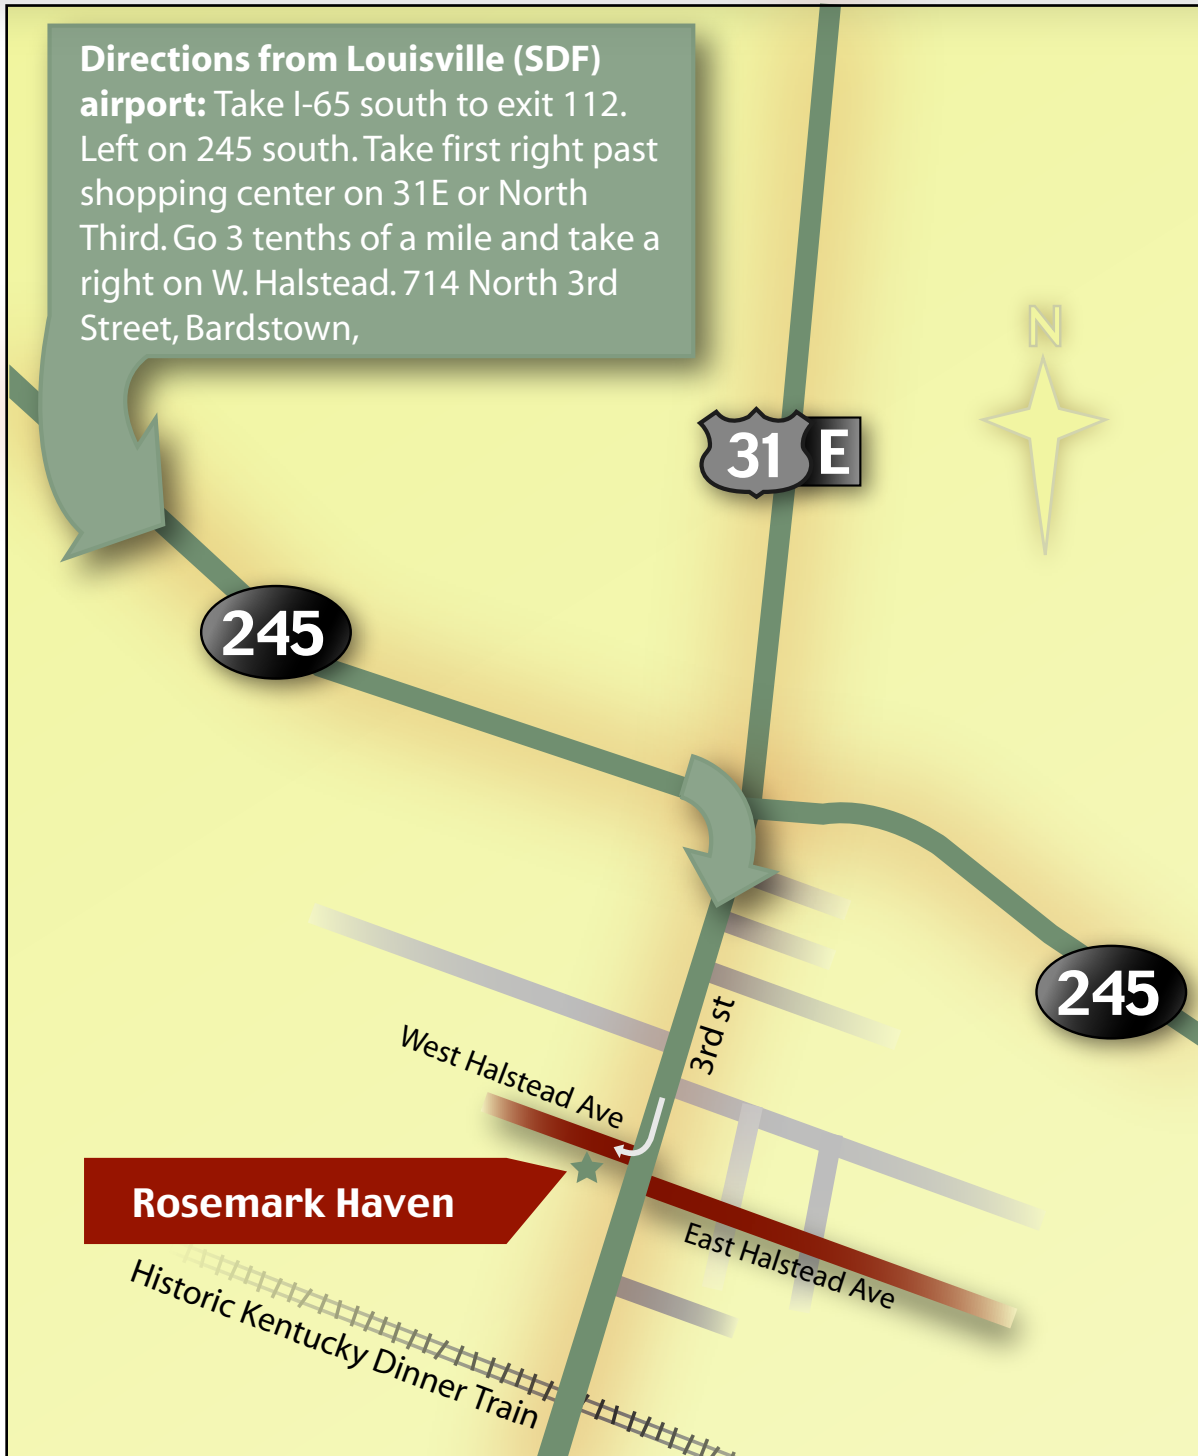 Directions from Louisville (SDF)
airport: Take I-65 south to exit 112.
Left on 245 south. Take first right past
shopping center on 31E or North
Third. Go 3 tenths of a mile and take a
right on W. Halstead. 714 North 3rd
Street, Bardstown,
N
31 E
245
245
3rd st
West Halstead Ave
Rosemark Haven
East Halstead Ave
Historic Kentucky Dinner Train